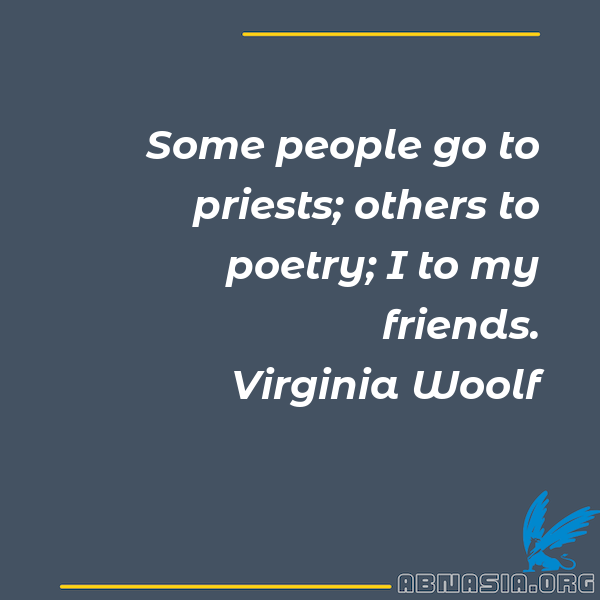 Some people go to
priests; others to
poetry; I to my
friends.
Virginia Woolf
ABNASIA.ORG